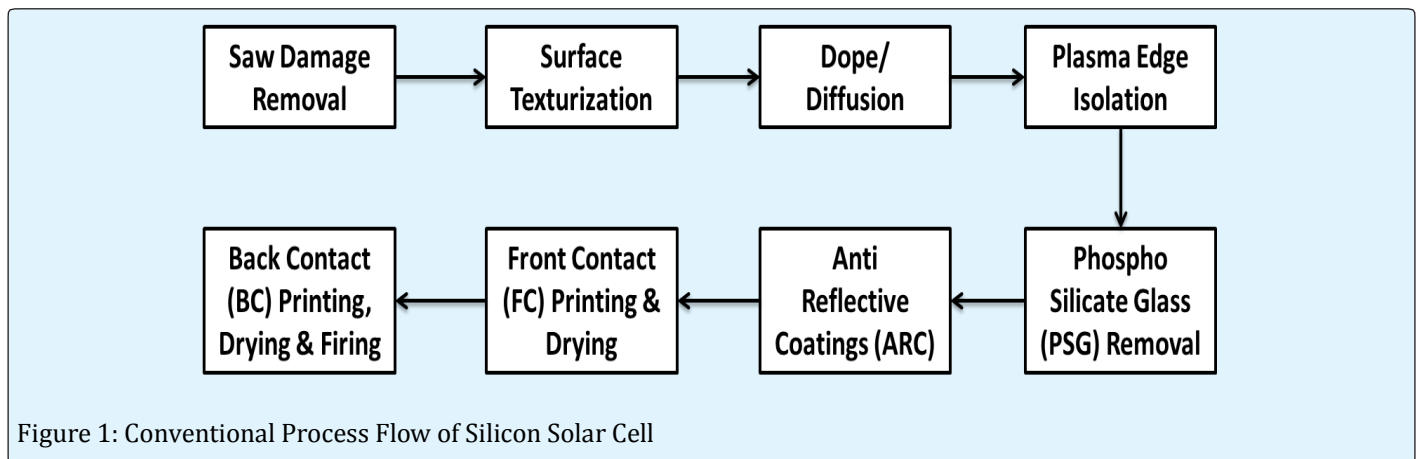 Saw Damage
Removal
Surface
Texturization
Dope/
Diffusion
Plasma Edge
Isolation
Phospho
Silicate Glass
(PSG) Removal
Anti
Reflective
Coatings (ARC)
Front Contact
(FC) Printing &
Drying
Back Contact
(BC) Printing,
Drying & Firing
Figure 1: Conventional Process Flow of Silicon Solar Cell